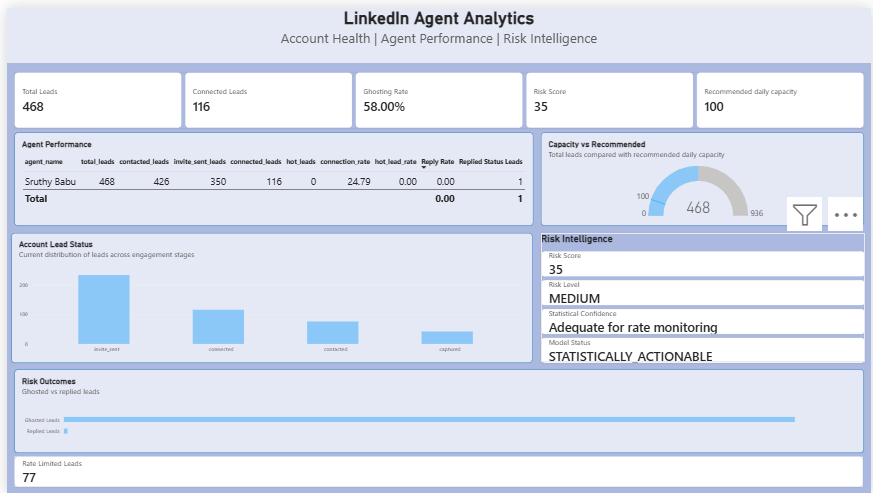 LinkedIn Agent Analytics
Account Health | Agent Performance | Risk Intelligence
Total Leads
468
Connected Leads
116
Ghosting Rate
58.00%
Risk Score
35
Recommended daily capacity
100
Agent Performance
agent_name total_leads contacted_leads invite_sent_leads connected_leads hot_leads connection_rate hot_lead_rate Reply Rate Replied Status Leads
Sruthy Babu 468 426 350 116 0 24.79 0.00 0.00 1
Total 0.00 1
Capacity vs Recommended
Total leads compared with recommended daily capacity
100
0
468
936
Account Lead Status
Current distribution of leads across engagement stages
200
100
0
invite_sent connected contacted captured
Risk Intelligence
Risk Score
35
Risk Level
MEDIUM
Statistical Confidence
Adequate for rate monitoring
Model Status
STATISTICALLY_ACTIONABLE
Risk Outcomes
Ghosted vs replied leads
Ghosted Leads
Replied Leads
Rate Limited Leads
77